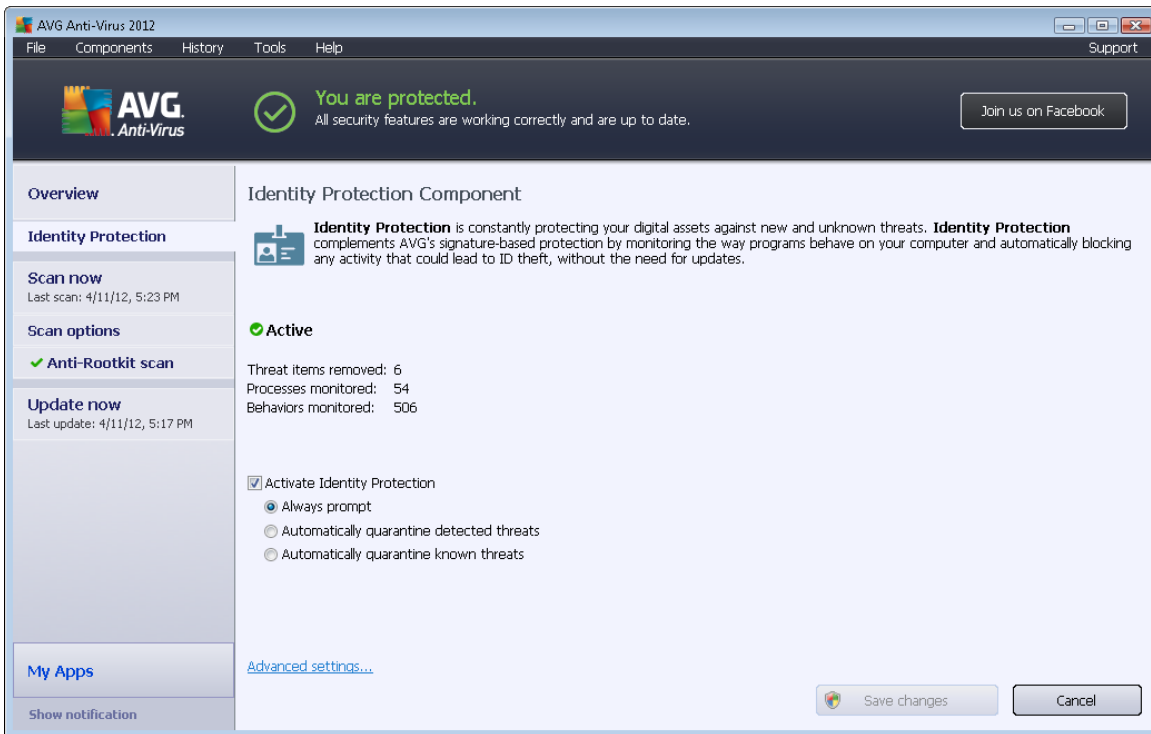 AVG Anti-Virus 2012
File Components History Tools Help Support
AVG.
Anti-Virus
You are protected.
All security features are working correctly and are up to date.
Join us on Facebook
Overview
Identity Protection
Scan now
Last scan: 4/11/12, 5:23 PM
Scan options
Anti-Rootkit scan
Update now
Last update: 4/11/12, 5:17 PM
My Apps
Show notification
Identity Protection Component
Identity Protection is constantly protecting your digital assets against new and unknown threats. Identity Protection
complements AVG's signature-based protection by monitoring the way programs behave on your computer and automatically blocking
any activity that could lead to ID theft, without the need for updates.
Active
Threat items removed: 6
Processes monitored: 54
Behaviors monitored: 506
Activate Identity Protection
Always prompt
Automatically quarantine detected threats
Automatically quarantine known threats
Advanced settings...
Save changes
Cancel